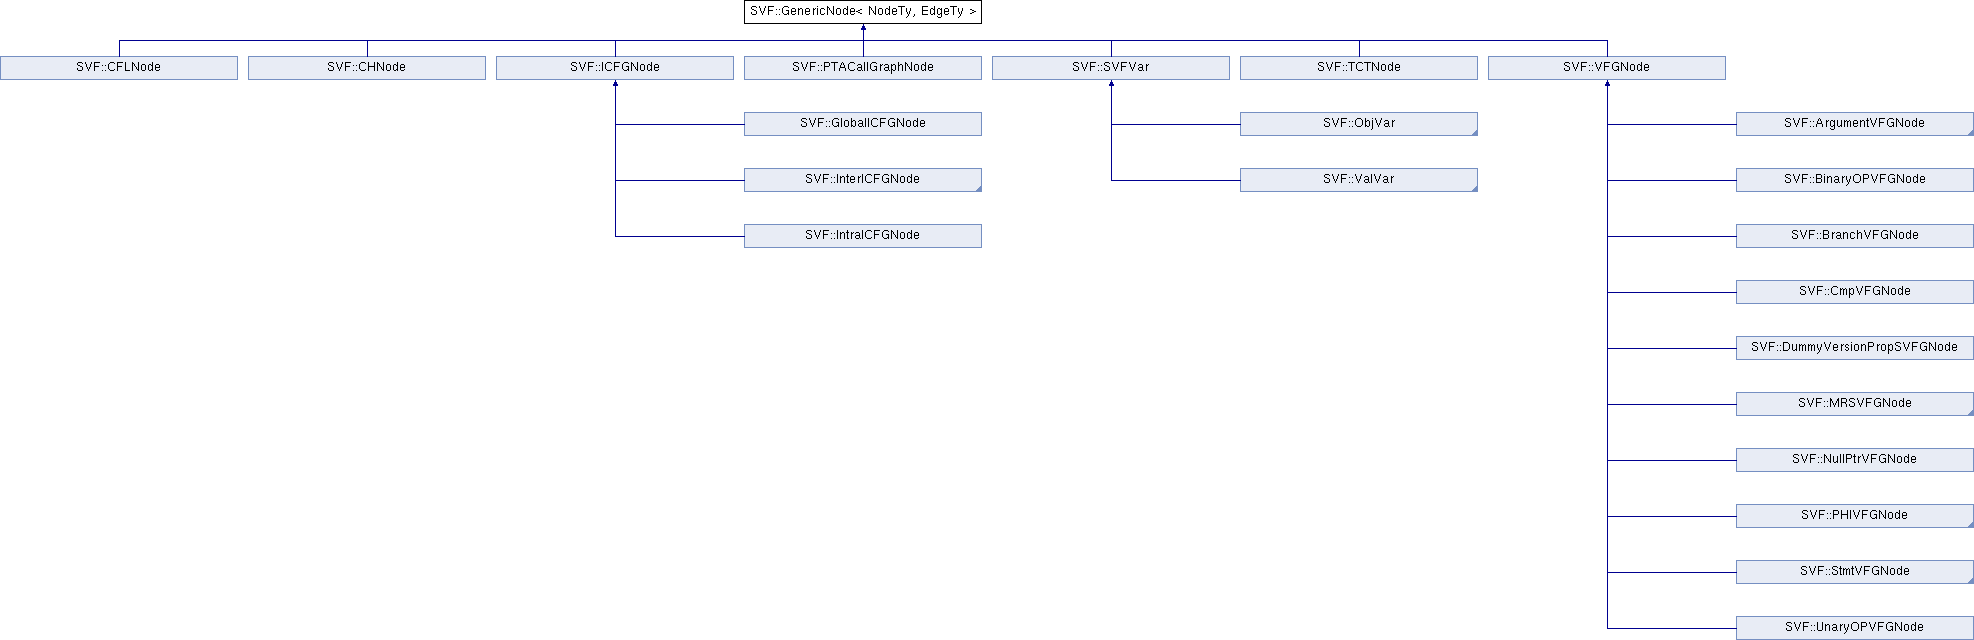 SVF::GenericNode< NodeTy, EdgeTy >
SVF::CFLNode
SVF::CHNode
SVF::ICFGNode
SVF::PTACallGraphNode
SVF::SVFVar
SVF::TCTNode
SVF::VFGNode
SVF::GlobalICFGNode
SVF::ObjVar
SVF::ArgumentVFGNode
SVF::InterICFGNode
SVF::ValVar
SVF::BinaryOPVFGNode
SVF::IntraICFGNode
SVF::BranchVFGNode
SVF::CmpVFGNode
SVF::DummyVersionPropSVFGNode
SVF::MRSVFGNode
SVF::NullPtrVFGNode
SVF::PHIVFGNode
SVF::StmtVFGNode
SVF::UnaryOPVFGNode